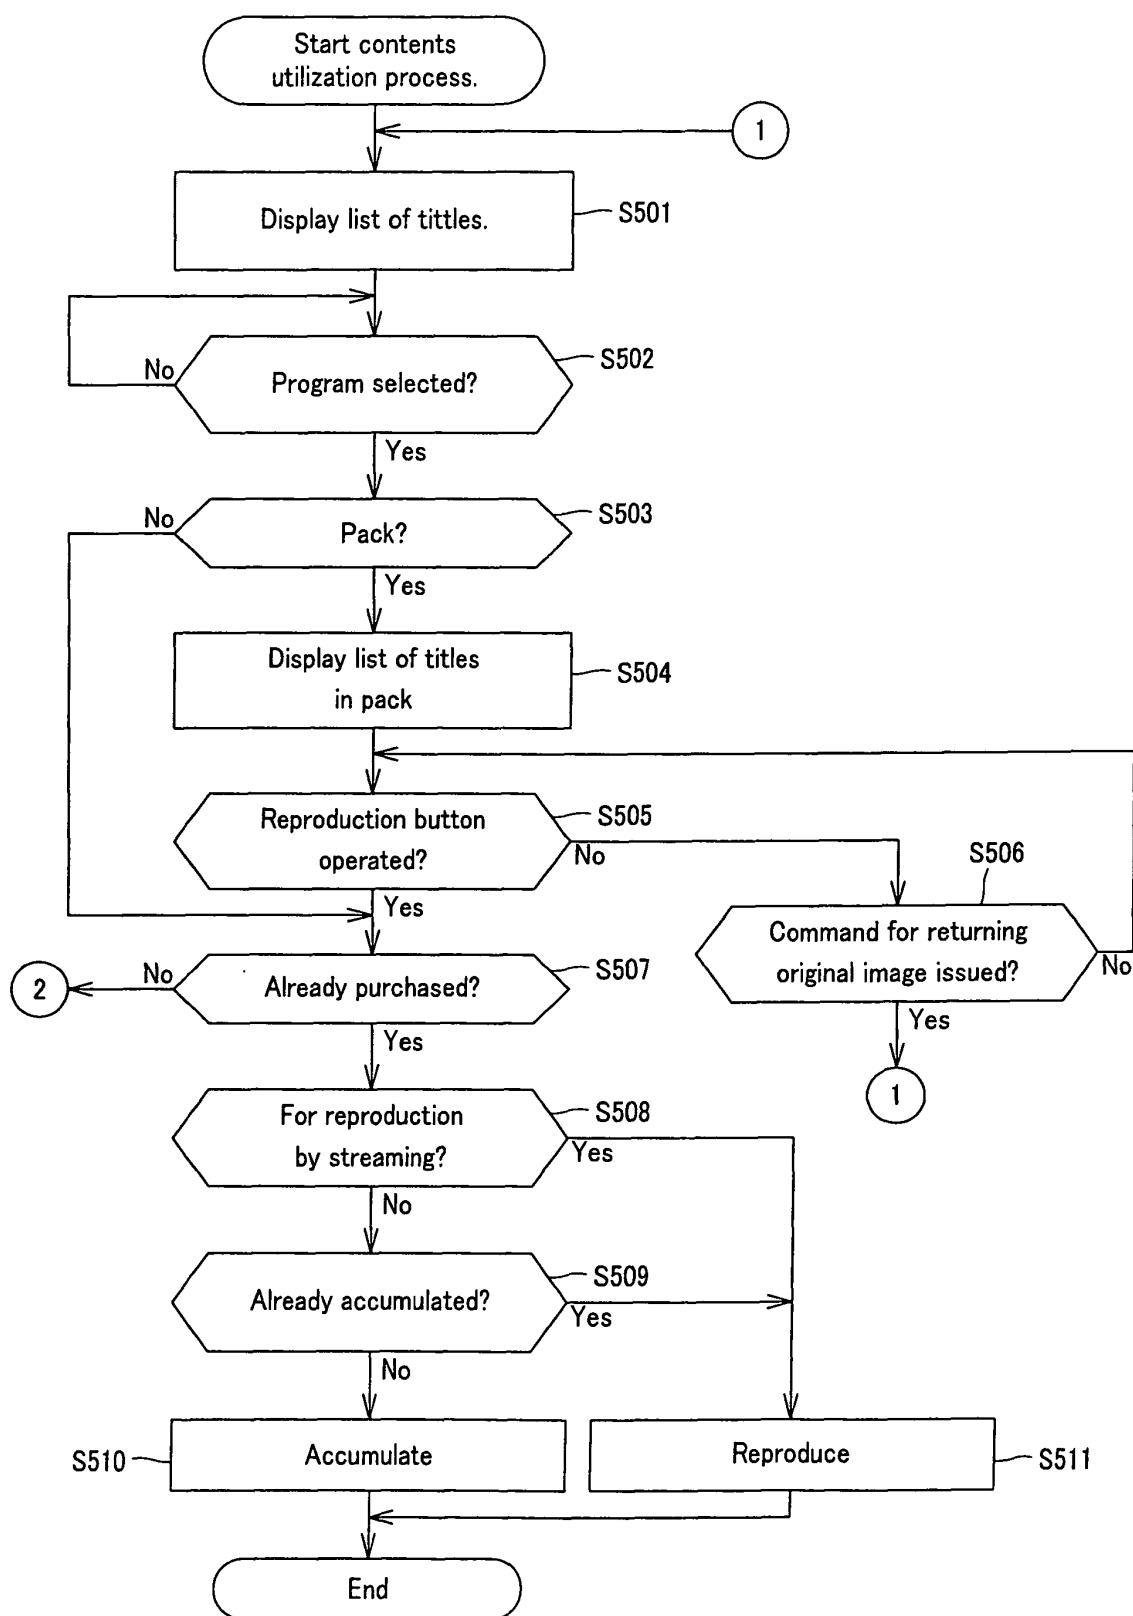 Start contents
utilization process.
1
Display list of tittles.
S501
No
Program selected?
S502
Yes
No
Pack?
S503
Yes
Display list of titles
in pack
S504
Reproduction button
operated?
S505
No
S506
Yes
Command for returning
original image issued?
No
2
No
Already purchased?
S507
Yes
Yes
1
For reproduction
by streaming?
S508
Yes
No
Already accumulated?
S509
Yes
No
S510
Accumulate
Reproduce
S511
End